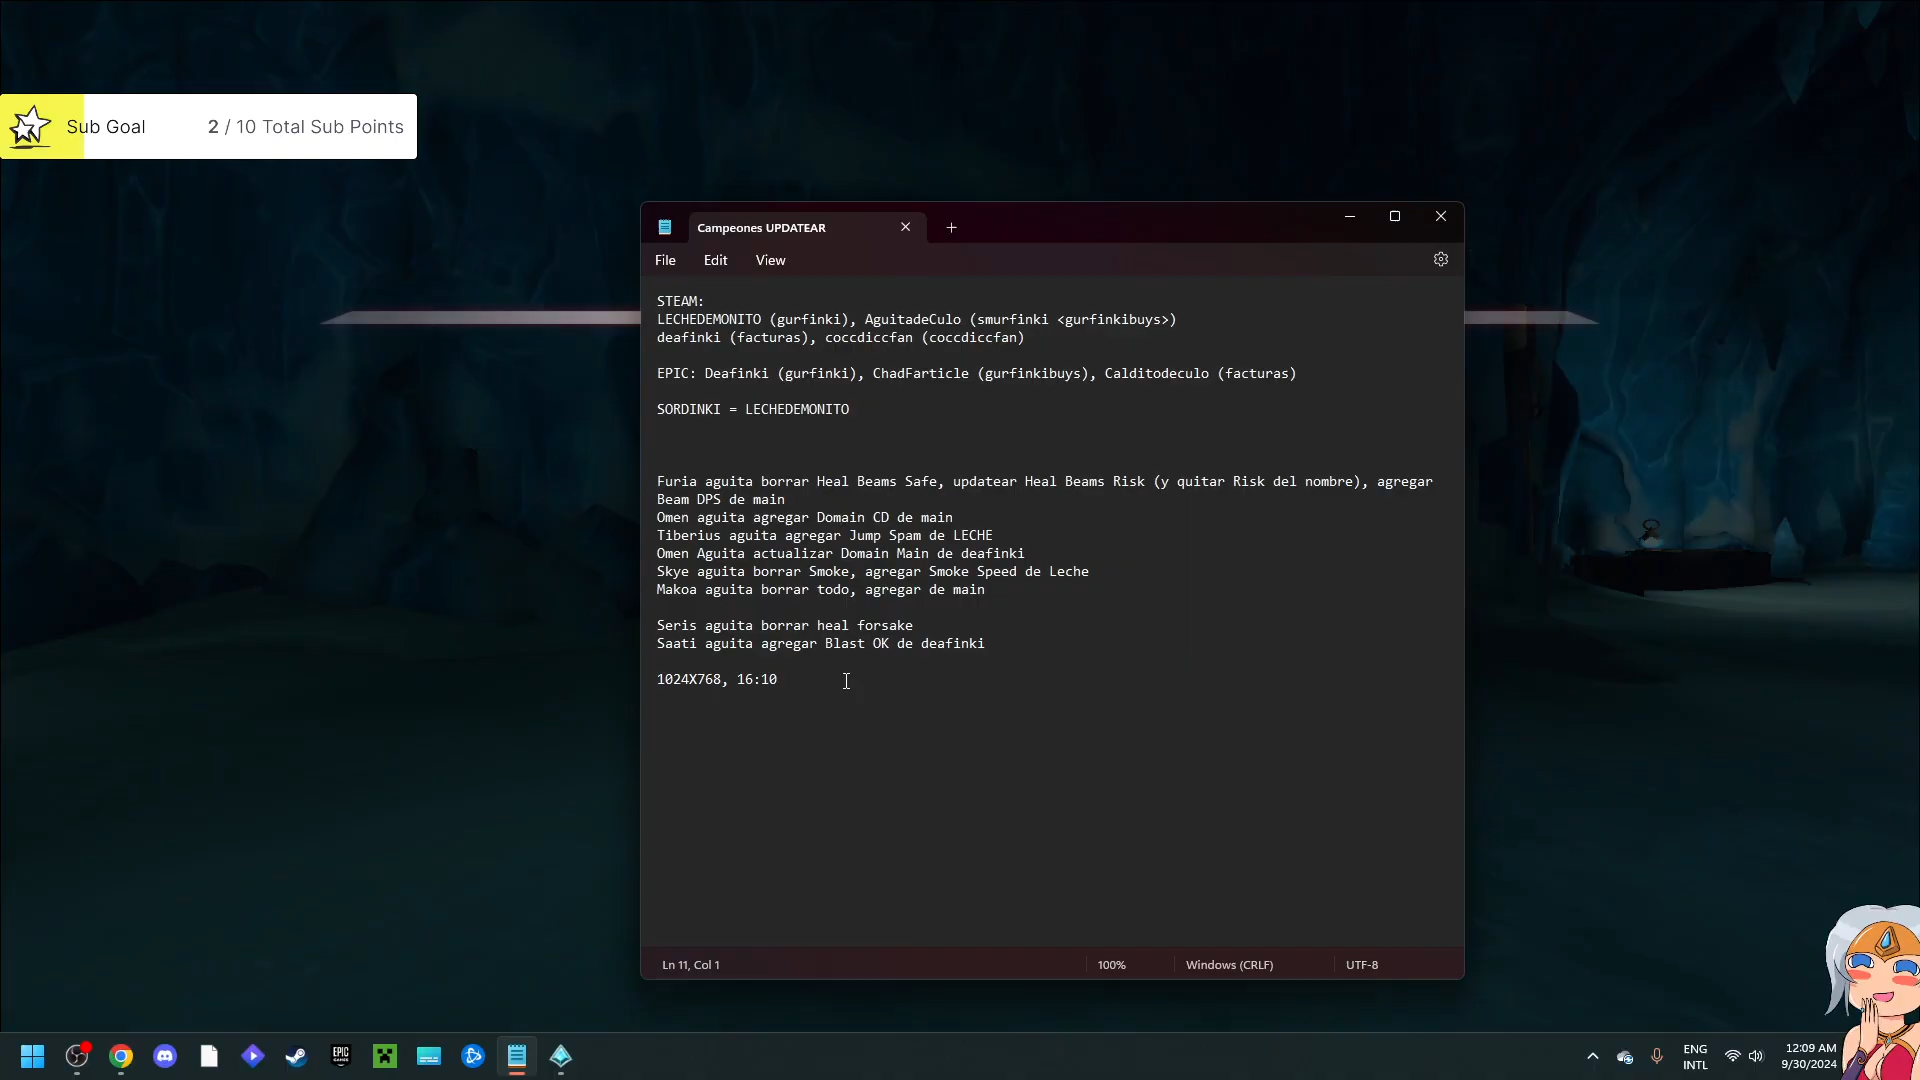 Sub Goal 2 / 10 Total Sub Points
Campeones UPDATEAR
File Edit View
STEAM:
LECHEDEMONITO (gurfinki), AguitadeCulo (smurfinki <gurfinkibuys>)
deafinki (facturas), coccdiccfan (coccdiccfan)
EPIC: Deafinki (gurfinki), ChadFarticle (gurfinkibuys), Calditodeculo (facturas)
SORDINKI = LECHEDEMONITO
Furia aguita borrar Heal Beams Safe, updatear Heal Beams Risk (y quitar Risk del nombre), agregar
Beam DPS de main
Omen aguita agregar Domain CD de main
Tiberius aguita agregar Jump Spam de LECHE
Omen Aguita actualizar Domain Main de deafinki
Skye aguita borrar Smoke, agregar Smoke Speed de Leche
Makoa aguita borrar todo, agregar de main
Seris aguita borrar heal forsake
Saati aguita agregar Blast OK de deafinki
1024X768, 16:10
Ln 11, Col 1 100% Windows (CRLF) UTF-8
EPIC GAMES
ENG 12:09 AM
INTL 9/30/2024